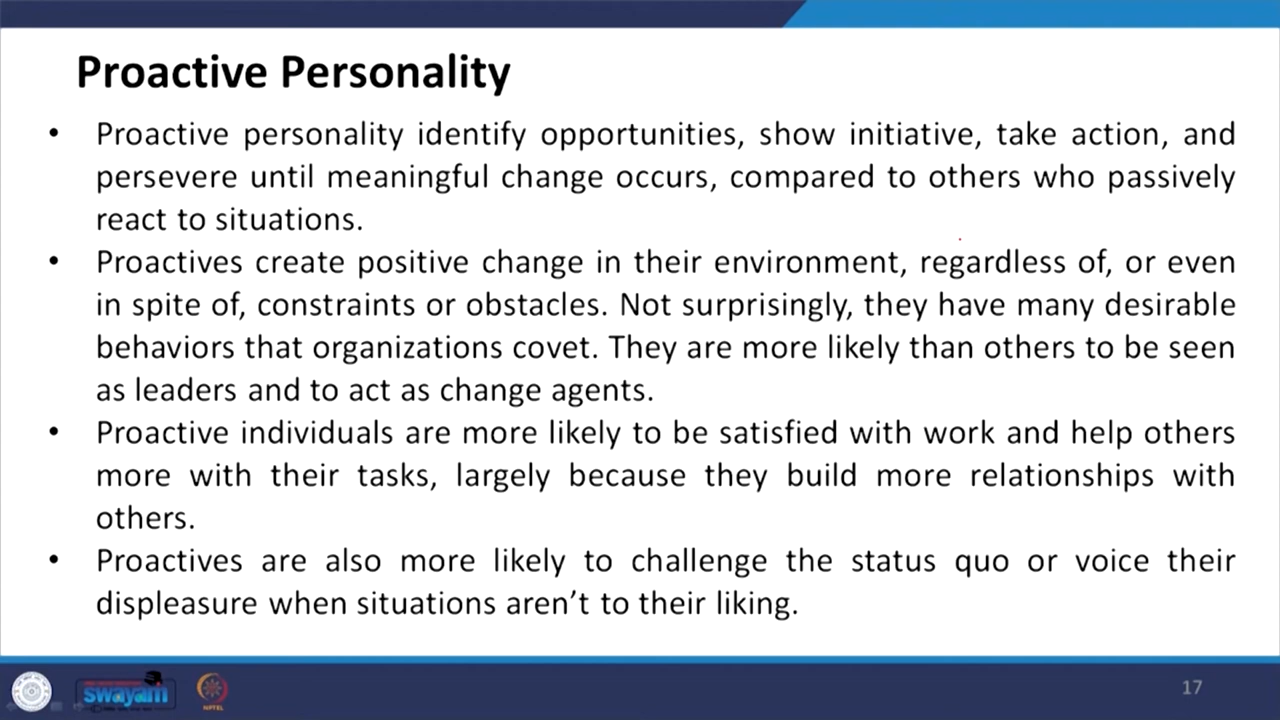 Proactive Personality
• Proactive personality identify opportunities, show initiative, take action, and
persevere until meaningful change occurs, compared to others who passively
react to situations.
• Proactives create positive change in their environment, regardless of, or even
in spite of, constraints or obstacles. Not surprisingly, they have many desirable
behaviors that organizations covet. They are more likely than others to be seen
as leaders and to act as change agents.
• Proactive individuals are more likely to be satisfied with work and help others
more with their tasks, largely because they build more relationships with
others.
• Proactives are also more likely to challenge the status quo or voice their
displeasure when situations aren’t to their liking.
swayam
NPTEL
17